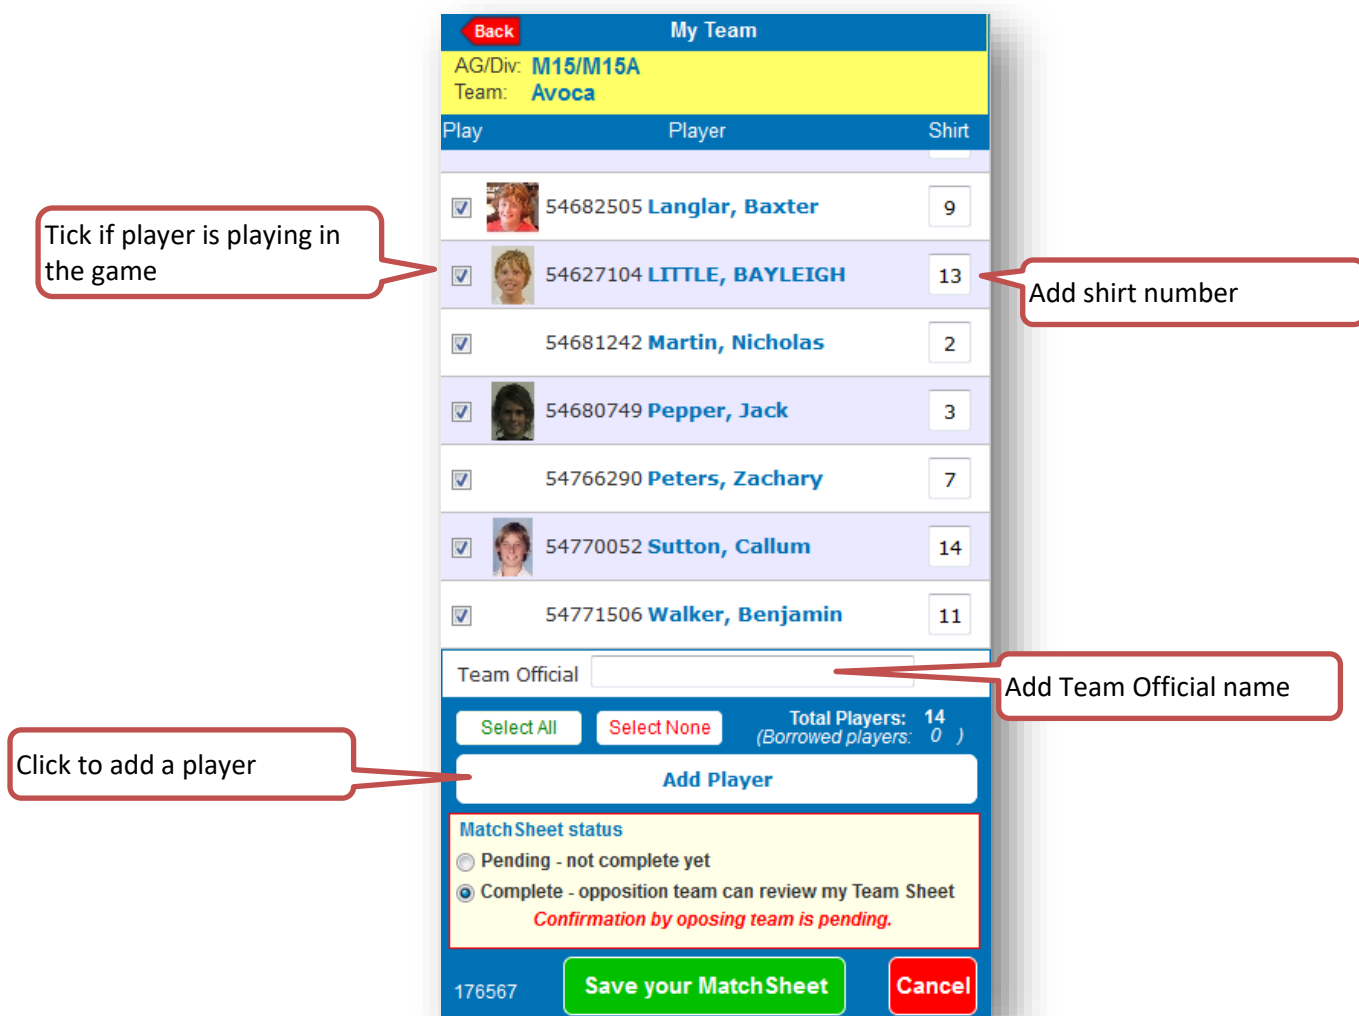 Back My Team
AG/Div: M15/M15A
Team: Avoca
Play Player Shirt
54682505 Langlar, Baxter 9
Tick if player is playing in
the game
54627104 LITTLE, BAYLEIGH 13
Add shirt number
54681242 Martin, Nicholas 2
54680749 Pepper, Jack 3
54766290 Peters, Zachary 7
54770052 Sutton, Callum 14
54771506 Walker, Benjamin 11
Team Official
Add Team Official name
Select All Select None Total Players: 14
(Borrowed players: 0 )
Click to add a player
Add Player
MatchSheet status
Pending - not complete yet
Complete - opposition team can review my Team Sheet
Confirmation by oposing team is pending.
176567 Save your MatchSheet Cancel